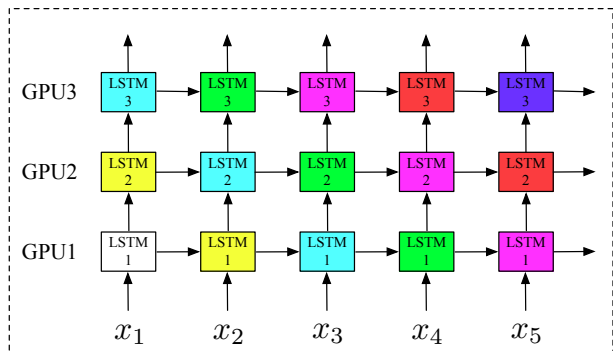 GPU3 LSTM 3 LSTM 3 LSTM 3 LSTM 3 LSTM 3
GPU2 LSTM 2 LSTM 2 LSTM 2 LSTM 2 LSTM 2
GPU1 LSTM 1 LSTM 1 LSTM 1 LSTM 1 LSTM 1
x₁ x₂ x₃ x₄ x₅